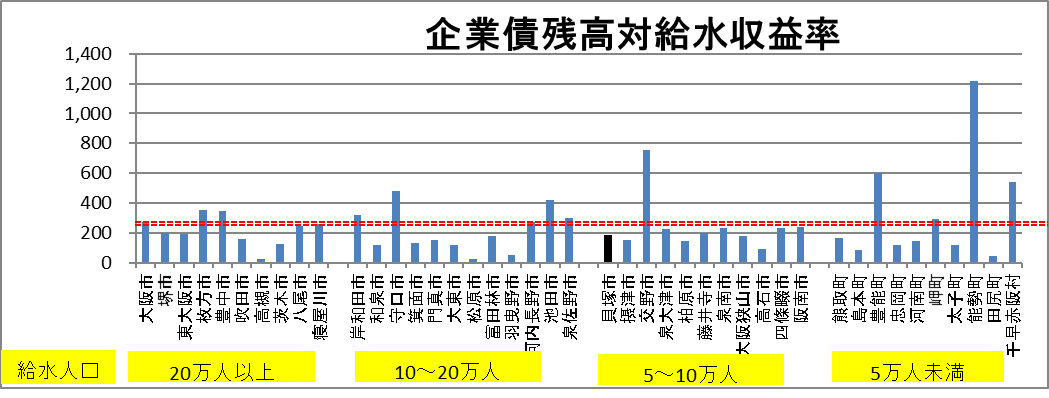 企業債残高対給水収益率
1,400
1,200
1,000
800
600
400
200
0
大阪市
堺市
東大阪市
枚方市
豊中市
吹田市
高槻市
茨木市
八尾市
寝屋川市
岸和田市
和泉市
守口市
箕面市
門真市
大東市
松原市
富田林市
羽曳野市
河内長野市
池田市
泉佐野市
貝塚市
摂津市
交野市
泉大津市
柏原市
藤井寺市
泉南市
大阪狭山市
高石市
四條畷市
阪南市
熊取町
島本町
豊能町
忠岡町
河南町
岬町
太子町
能勢町
田尻町
千早赤阪村
給水人口
20万人以上
10～20万人
5～10万人
5万人未満